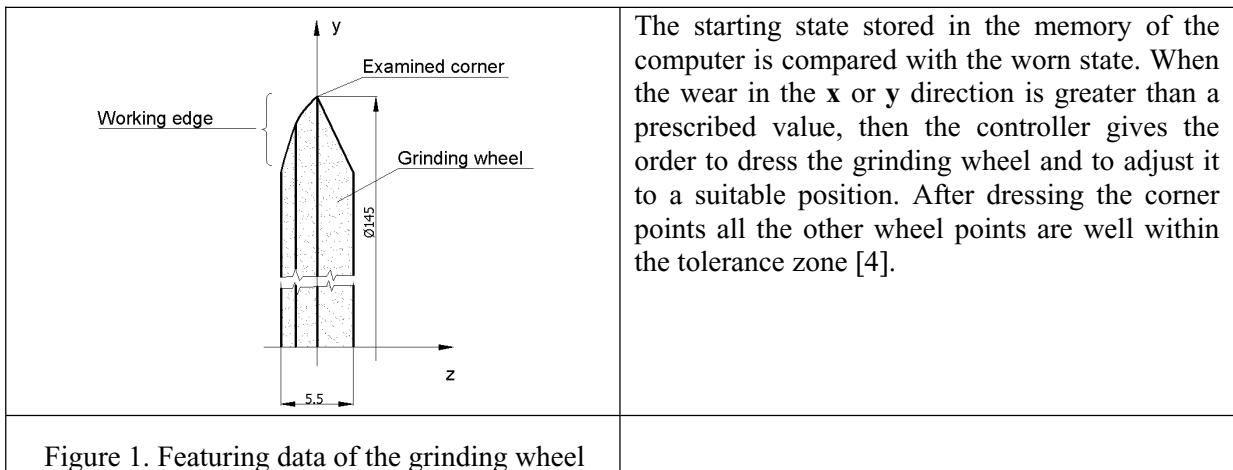 y
Examined corner
Working edge
Grinding wheel
Ø145
z
5.5
Figure 1. Featuring data of the grinding wheel
The starting state stored in the memory of the
computer is compared with the worn state. When
the wear in the x or y direction is greater than a
prescribed value, then the controller gives the
order to dress the grinding wheel and to adjust it
to a suitable position. After dressing the corner
points all the other wheel points are well within
the tolerance zone [4].